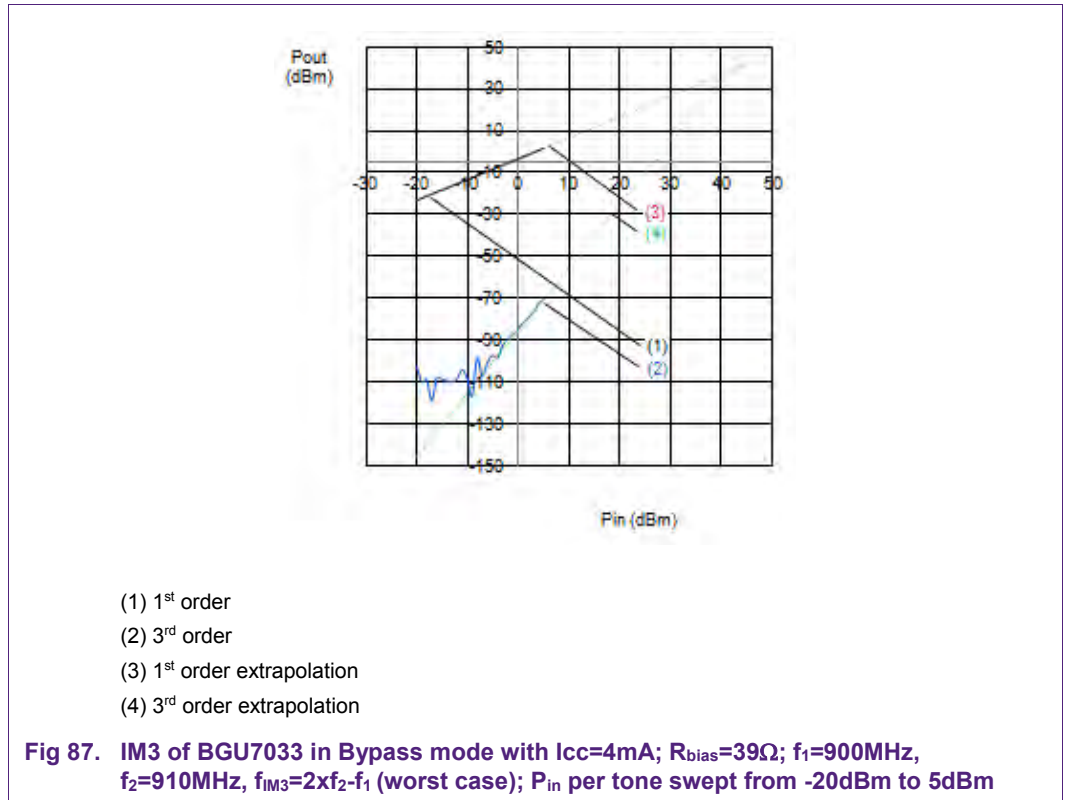 Pout
(dBm)
50
30
10
-10
-30 -20 -10 0 10 20 30 40 50
-30
(3)
(4)
-50
-70
-90
(1)
(2)
-110
-130
-150
Pin (dBm)
(1) 1st order
(2) 3rd order
(3) 1st order extrapolation
(4) 3rd order extrapolation
Fig 87. IM3 of BGU7033 in Bypass mode with Icc=4mA; Rbias=39Ω; f1=900MHz,
f2=910MHz, fIM3=2xf2-f1 (worst case); Pin per tone swept from -20dBm to 5dBm